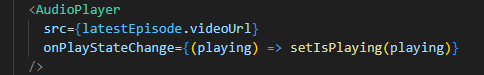 <AudioPlayer
src={latestEpisode.videoUrl}
onPlayStateChange={(playing) => setIsPlaying(playing)}
/>